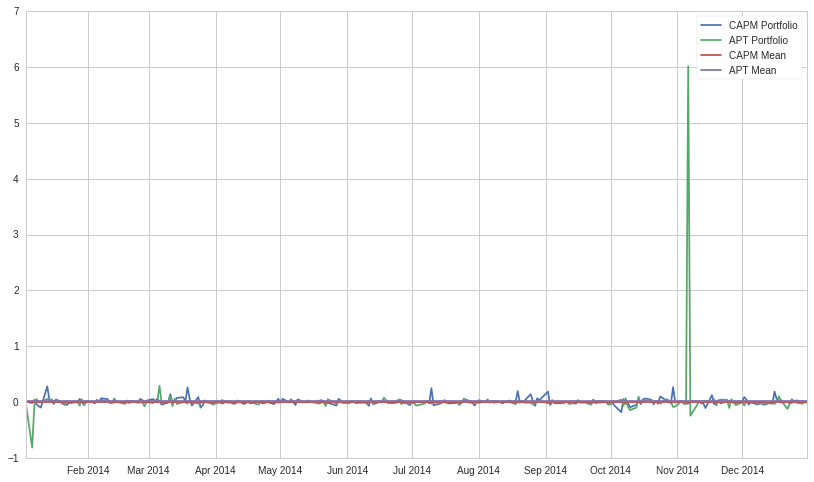 7
6
5
4
3
2
1
0
−1
CAPM Portfolio
APT Portfolio
CAPM Mean
APT Mean
Feb 2014 Mar 2014 Apr 2014 May 2014 Jun 2014 Jul 2014 Aug 2014 Sep 2014 Oct 2014 Nov 2014 Dec 2014